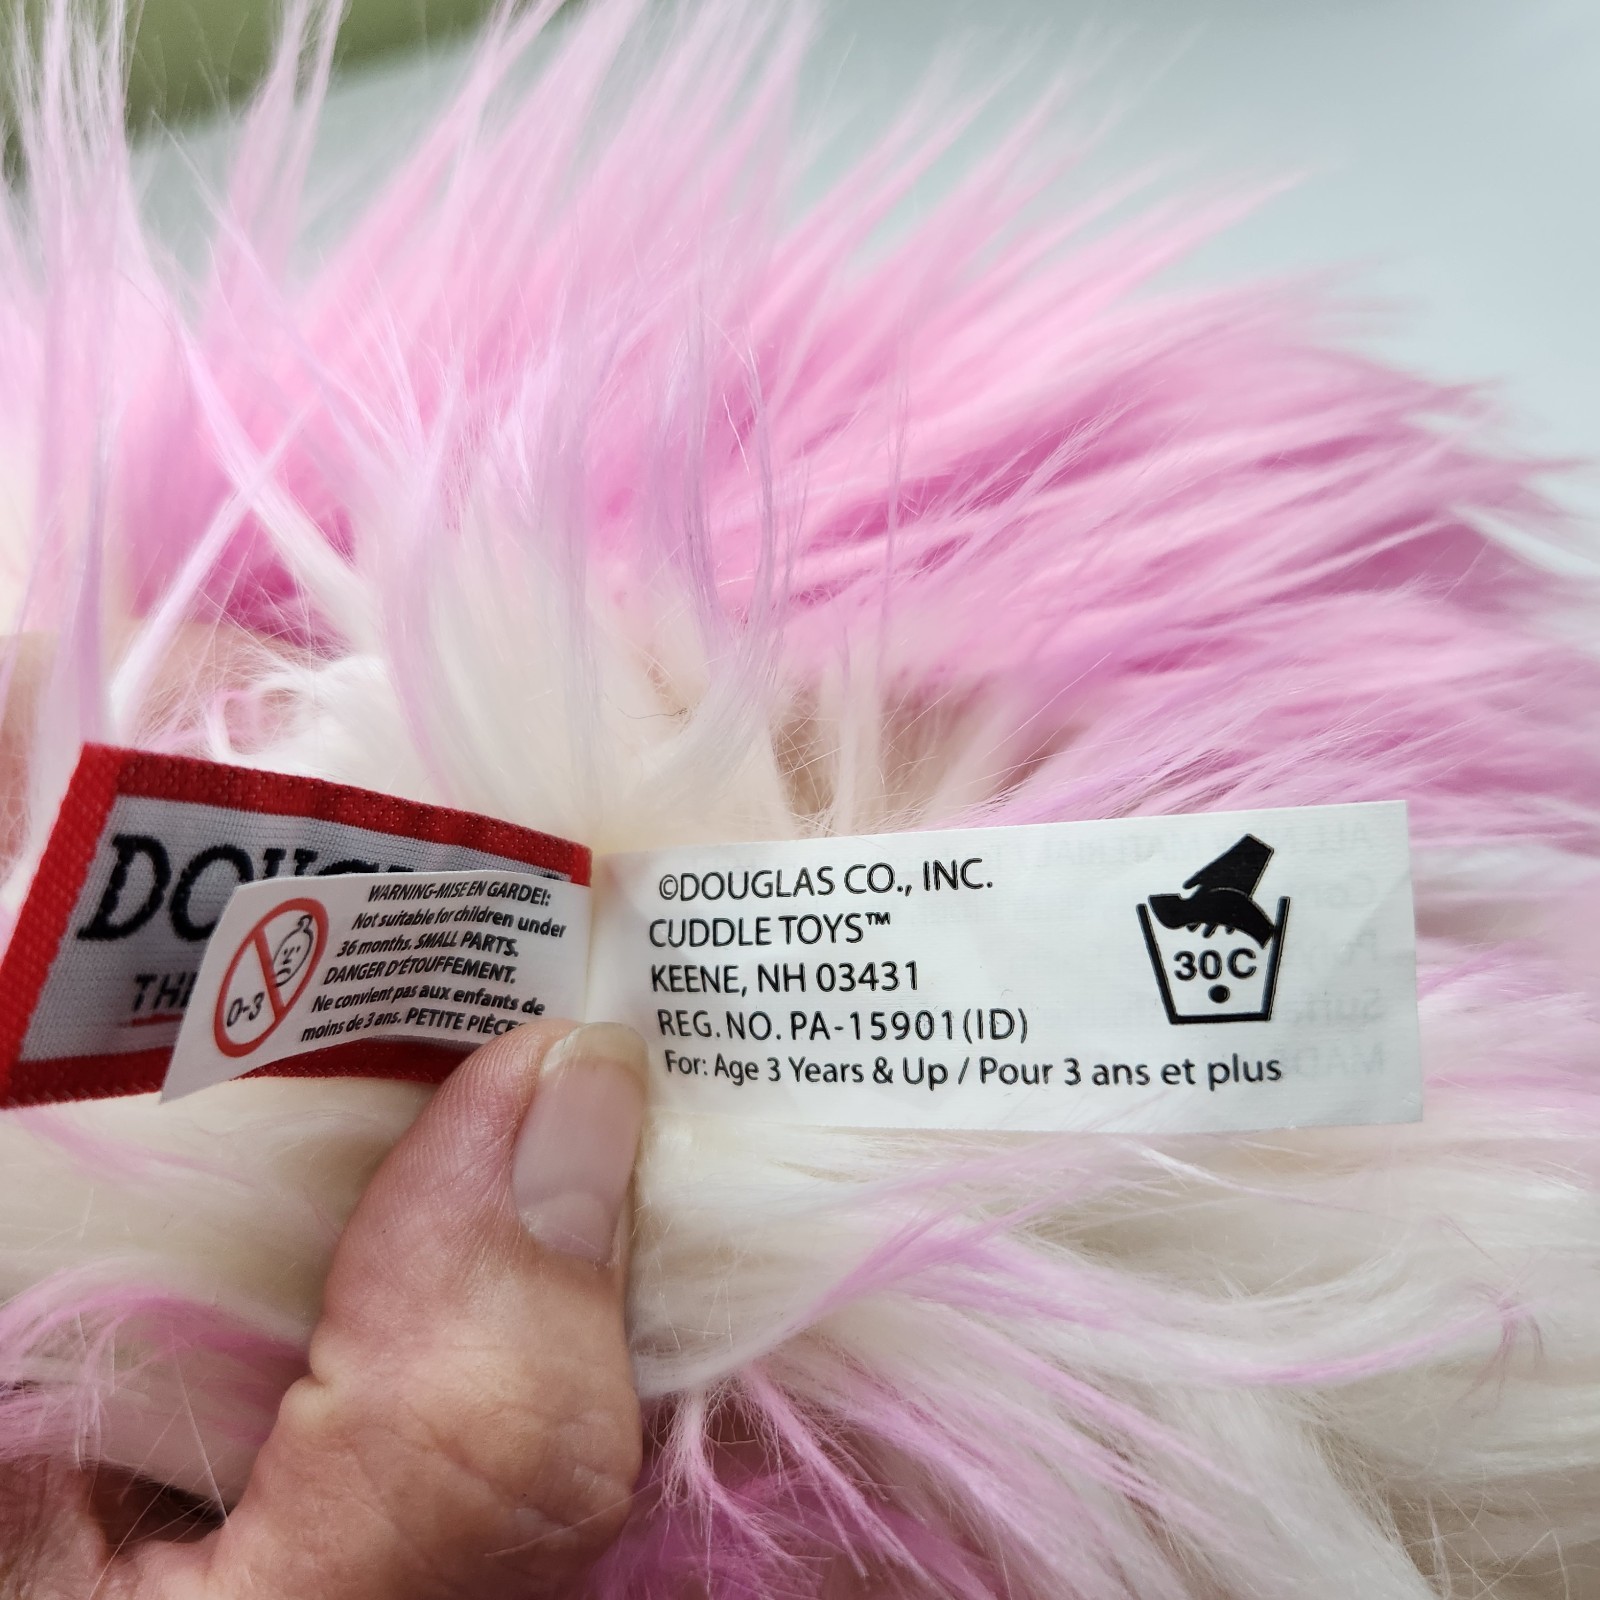 WARNING-MISE EN GARDE!:
Not suitable for children under
36 months. SMALL PARTS.
DANGER D'ÉTOUFFEMENT.
Ne convient pas aux enfants de
moins de 3 ans. PETITE
0-3
©DOUGLAS CO., INC.
CUDDLE TOYS™
KEENE, NH 03431
REG. NO. PA-15901(ID)
For: Age 3 Years & Up / Pour 3 ans et plus
30C